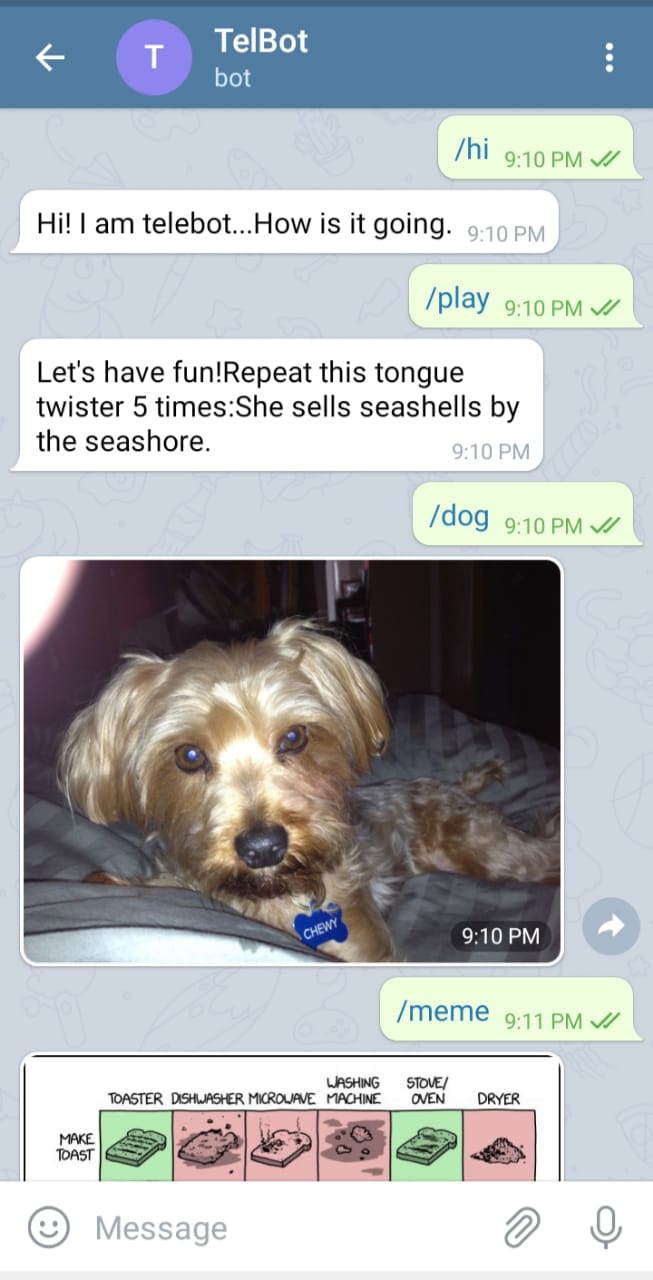 T
TelBot
bot
/hi 9:10 PM
Hi! I am telebot...How is it going. 9:10 PM
/play 9:10 PM
Let's have fun!Repeat this tongue
twister 5 times:She sells seashells by
the seashore. 9:10 PM
/dog 9:10 PM
CHEWY
9:10 PM
/meme 9:11 PM
TOASTER DISHWASHER MICROWAVE WASHING MACHINE STOVE/ OVEN DRYER
MAKE
TOAST
Message